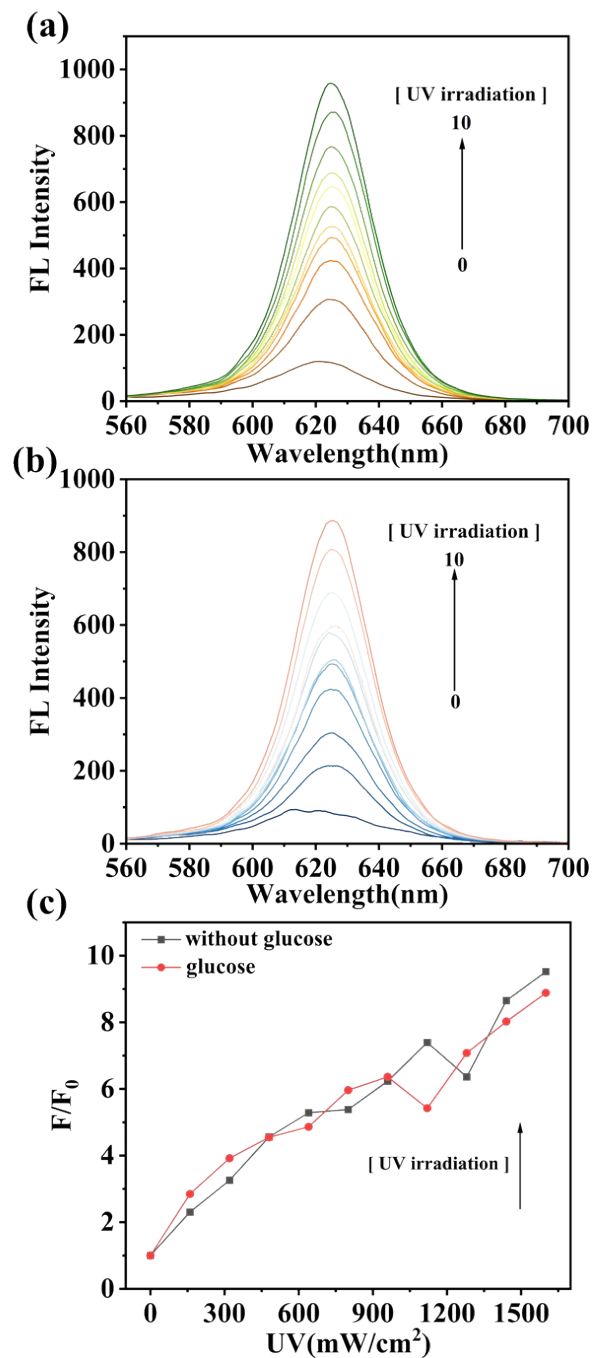 (a)
1000
800
600
400
200
0
FL Intensity
[ UV irradiation ]
10
0
560 580 600 620 640 660 680 700
Wavelength(nm)
(b)
1000
800
600
400
200
0
FL Intensity
[ UV irradiation ]
10
0
560 580 600 620 640 660 680 700
Wavelength(nm)
(c)
without glucose
glucose
10
8
6
4
2
0
F/F₀
[ UV irradiation ]
0 300 600 900 1200 1500
UV(mW/cm²)